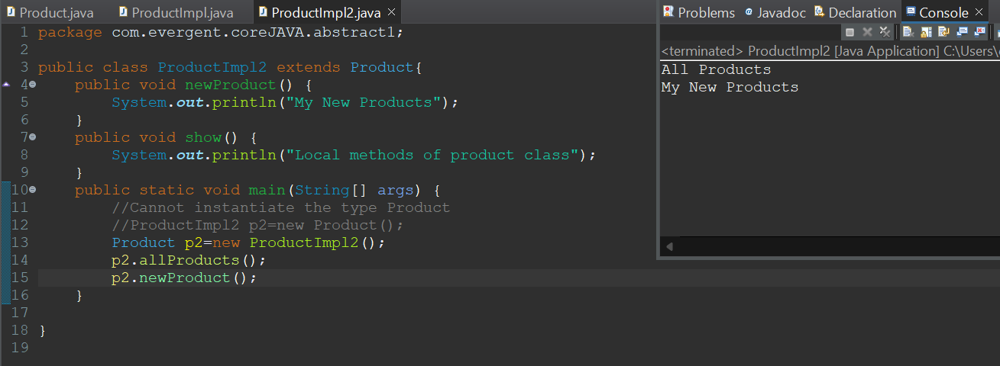 Product.java ProductImpl.java ProductImpl2.java
1 package com.evergent.coreJAVA.abstract1;
2
3 public class ProductImpl2 extends Product{
4 public void newProduct() {
5 System.out.println("My New Products");
6 }
7 public void show() {
8 System.out.println("Local methods of product class");
9 }
10 public static void main(String[] args) {
11 //Cannot instantiate the type Product
12 //ProductImpl2 p2=new Product();
13 Product p2=new ProductImpl2();
14 p2.allProducts();
15 p2.newProduct();
16 }
17
18 }
19
Problems @ Javadoc Declaration Console
<terminated> ProductImpl2 [Java Application] C:\Users\
All Products
My New Products